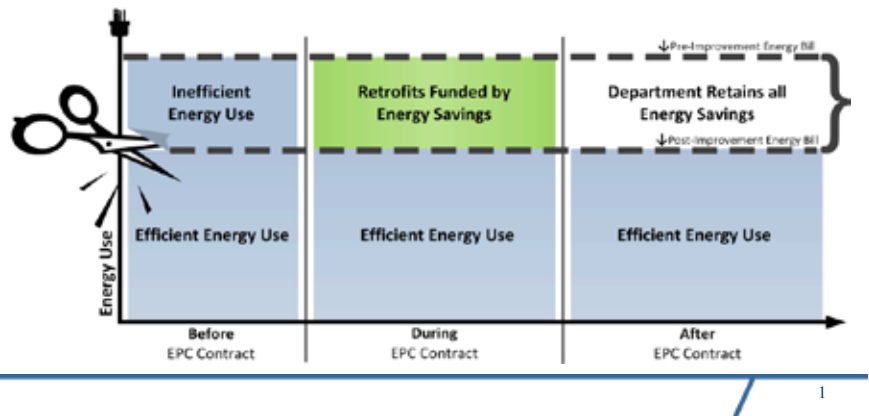 ↓Pre-Improvement Energy Bill
Inefficient
Energy Use
Retrofits Funded by
Energy Savings
Department Retains all
Energy Savings
↓Post-Improvement Energy Bill
Energy Use
Efficient Energy Use
Efficient Energy Use
Efficient Energy Use
Before
EPC Contract
During
EPC Contract
After
EPC Contract
1